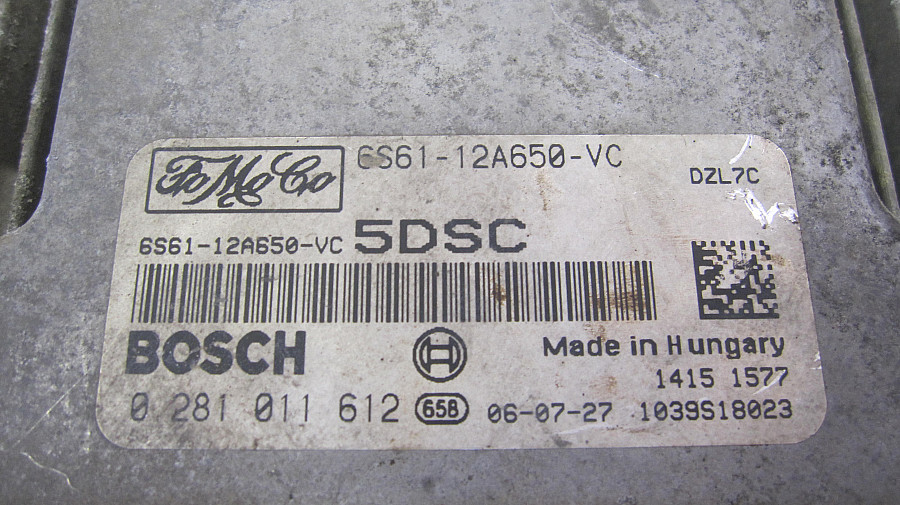 FoMoCo 6S61-12A650-VC
DZL7C
6S61-12A650-VC 5DSC
BOSCH
Made in Hungary
1415 1577
0 281 011 612 658 06-07-27 1039S18023